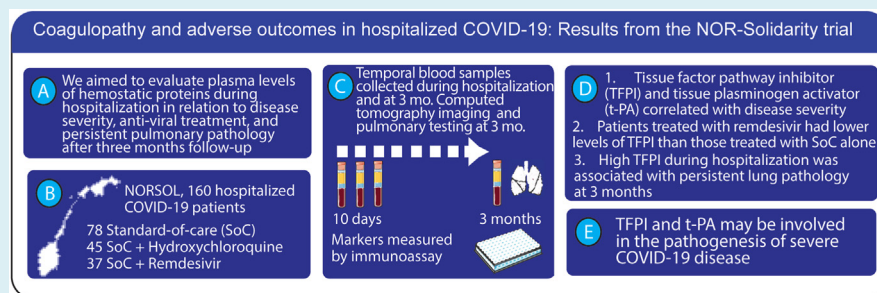 Coagulopathy and adverse outcomes in hospitalized COVID-19: Results from the NOR-Solidarity trial
A
We aimed to evaluate plasma levels
of hemostatic proteins during
hospitalization in relation to disease
severity, anti-viral treatment, and
persistent pulmonary pathology
after three months follow-up
B
NORSOL, 160 hospitalized
COVID-19 patients
78 Standard-of-care (SoC)
45 SoC + Hydroxychloroquine
37 SoC + Remdesivir
C
Temporal blood samples
collected during hospitalization
and at 3 mo. Computed
tomography imaging and
pulmonary testing at 3 mo.
10 days
3 months
Markers measured
by immunoassay
D
1. Tissue factor pathway inhibitor
(TFPI) and tissue plasminogen activator
(t-PA) correlated with disease severity
2. Patients treated with remdesivir had lower
levels of TFPI than those treated with SoC alone
3. High TFPI during hospitalization was
associated with persistent lung pathology
at 3 months
E
TFPI and t-PA may be involved
in the pathogenesis of severe
COVID-19 disease